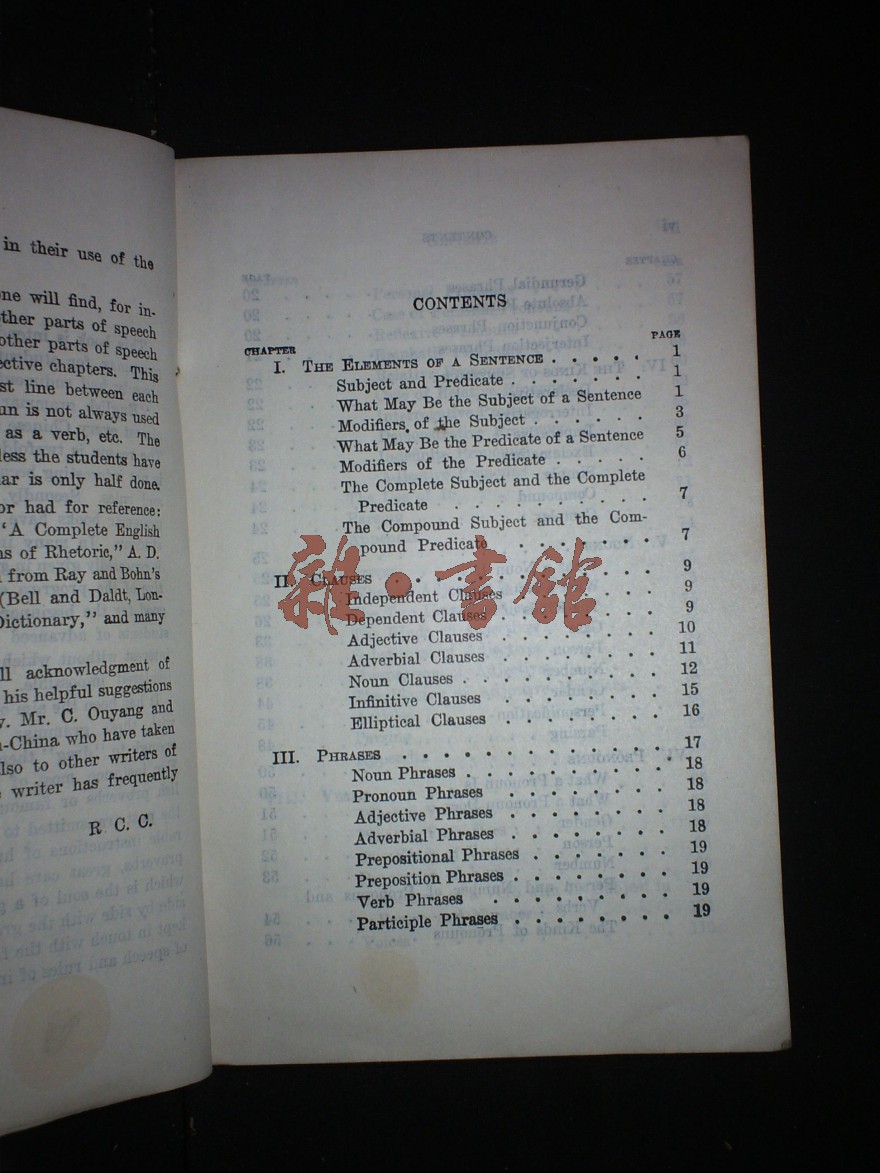 in their use of the
one will find, for in-
other parts of speech
other parts of speech
ective chapters. This
st line between each
un is not always used
as a verb, etc. The
less the students have
ar is only half done.
or had for reference:
"A Complete English
ns of Rhetoric," A. D.
from Ray and Bohn's
(Bell and Daldt, Lon-
Dictionary," and many
ll acknowledgment of
his helpful suggestions
y. Mr. C. Ouyang and
-China who have taken
lso to other writers of
writer has frequently
R. C. C.
CONTENTS
CHAPTER PAGE
I. THE ELEMENTS OF A SENTENCE . . . . . 1
Subject and Predicate . . . . . . . 1
What May Be the Subject of a Sentence 1
Modifiers of the Subject . . . . . . 3
What May Be the Predicate of a Sentence 5
Modifiers of the Predicate . . . . . 6
The Complete Subject and the Complete
Predicate . . . . . . . . . . 7
The Compound Subject and the Com-
pound Predicate . . . . . . . 7
II. CLAUSES . . . . . . . . . . . . 9
Independent Clauses . . . . . . . 9
Dependent Clauses . . . . . . . . 9
Adjective Clauses . . . . . . . . 10
Adverbial Clauses . . . . . . . . 11
Noun Clauses . . . . . . . . . . 12
Infinitive Clauses . . . . . . . . 15
Elliptical Clauses . . . . . . . . 16
III. PHRASES . . . . . . . . . . . . 17
Noun Phrases . . . . . . . . . . 18
Pronoun Phrases . . . . . . . . 18
Adjective Phrases . . . . . . . . 18
Adverbial Phrases . . . . . . . . 18
Prepositional Phrases . . . . . . . 19
Preposition Phrases . . . . . . . . 19
Verb Phrases . . . . . . . . . 19
Participle Phrases . . . . . . . . 19
雜·書館